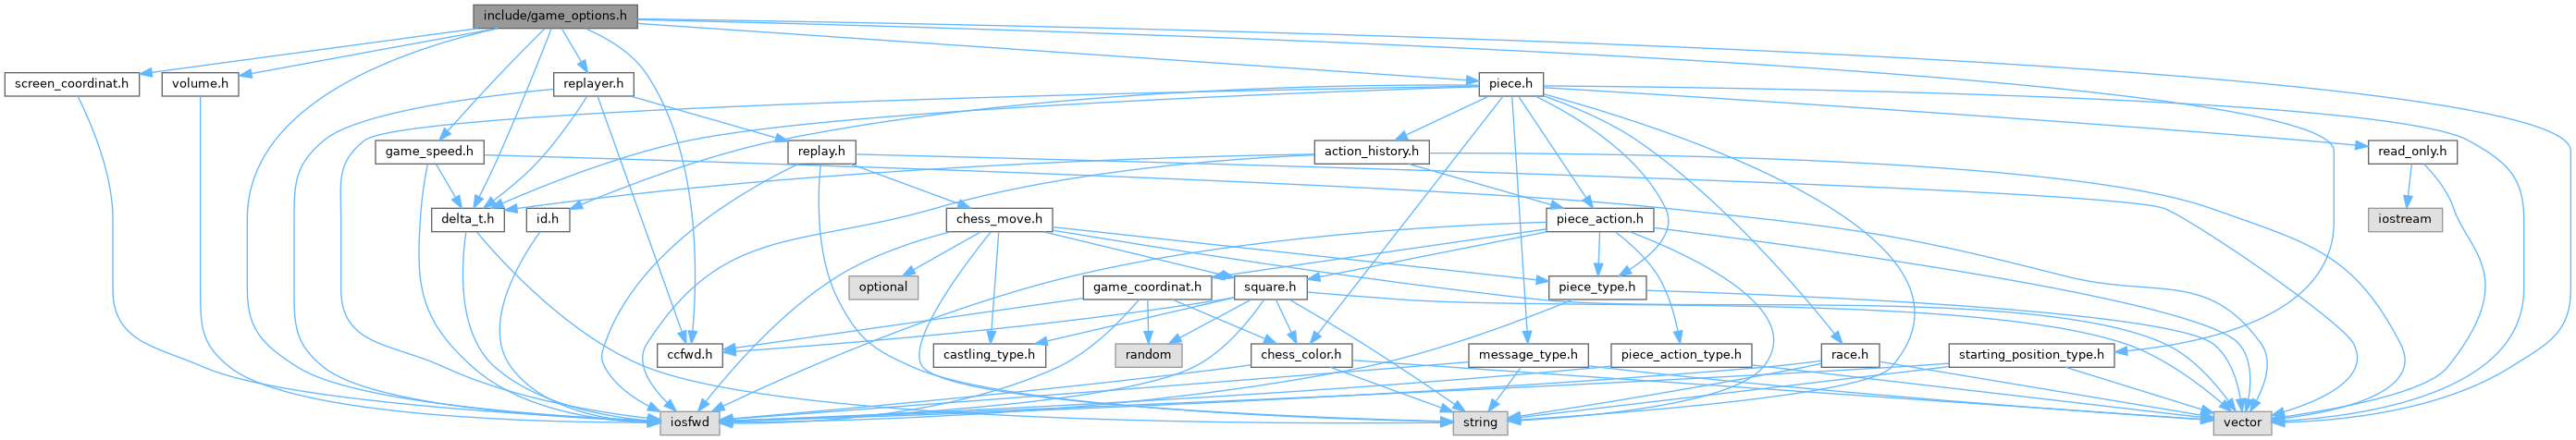 include/game_options.h
screen_coordinat.h
volume.h
replayer.h
piece.h
game_speed.h
replay.h
action_history.h
read_only.h
delta_t.h
id.h
chess_move.h
piece_action.h
iostream
optional
game_coordinat.h
square.h
piece_type.h
ccfwd.h
castling_type.h
random
chess_color.h
message_type.h
piece_action_type.h
race.h
starting_position_type.h
iosfwd
string
vector